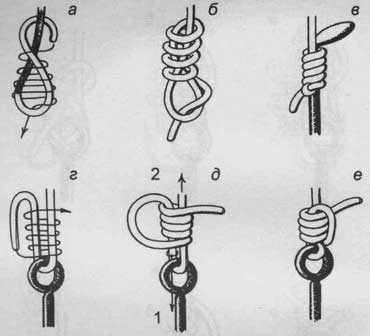 а б в
г 2 д е
1